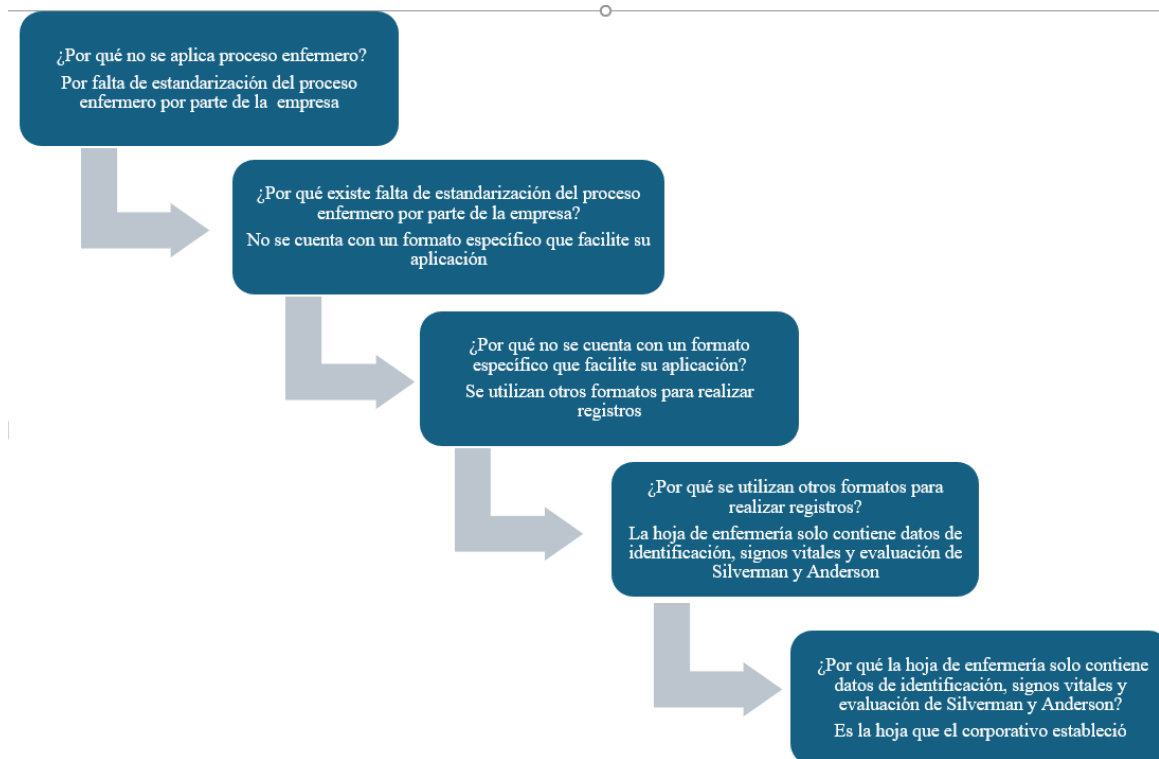 ¿Por qué no se aplica proceso enfermero?
Por falta de estandarización del proceso
enfermero por parte de la empresa
¿Por qué existe falta de estandarización del proceso
enfermero por parte de la empresa?
No se cuenta con un formato específico que facilite su
aplicación
¿Por qué no se cuenta con un formato
específico que facilite su aplicación?
Se utilizan otros formatos para realizar
registros
¿Por qué se utilizan otros formatos para
realizar registros?
La hoja de enfermería solo contiene datos de
identificación, signos vitales y evaluación de
Silverman y Anderson
¿Por qué la hoja de enfermería solo contiene
datos de identificación, signos vitales y
evaluación de Silverman y Anderson?
Es la hoja que el corporativo estableció